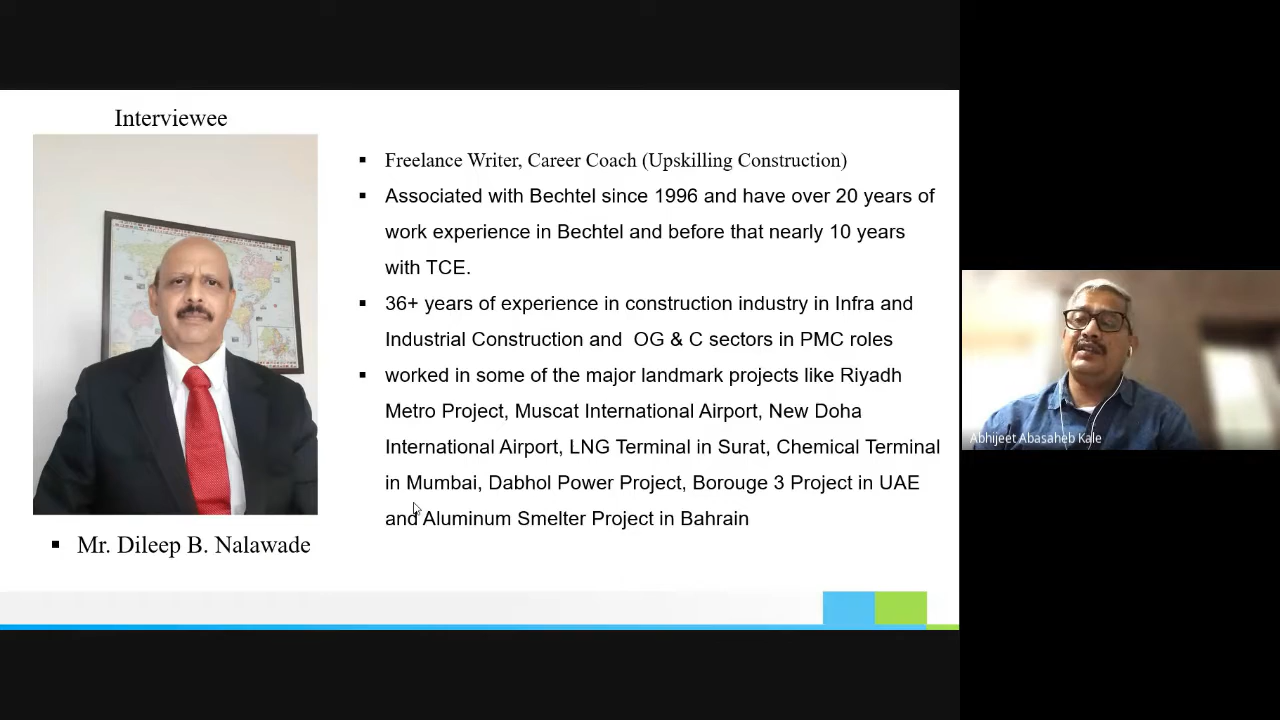 Interviewee
▪ Freelance Writer, Career Coach (Upskilling Construction)
▪ Associated with Bechtel since 1996 and have over 20 years of
work experience in Bechtel and before that nearly 10 years
with TCE.
▪ 36+ years of experience in construction industry in Infra and
Industrial Construction and  OG & C sectors in PMC roles
▪ worked in some of the major landmark projects like Riyadh
Metro Project, Muscat International Airport, New Doha
International Airport, LNG Terminal in Surat, Chemical Terminal
in Mumbai, Dabhol Power Project, Borouge 3 Project in UAE
and Aluminum Smelter Project in Bahrain
▪ Mr. Dileep B. Nalawade
Abhijeet Abasaheb Kale